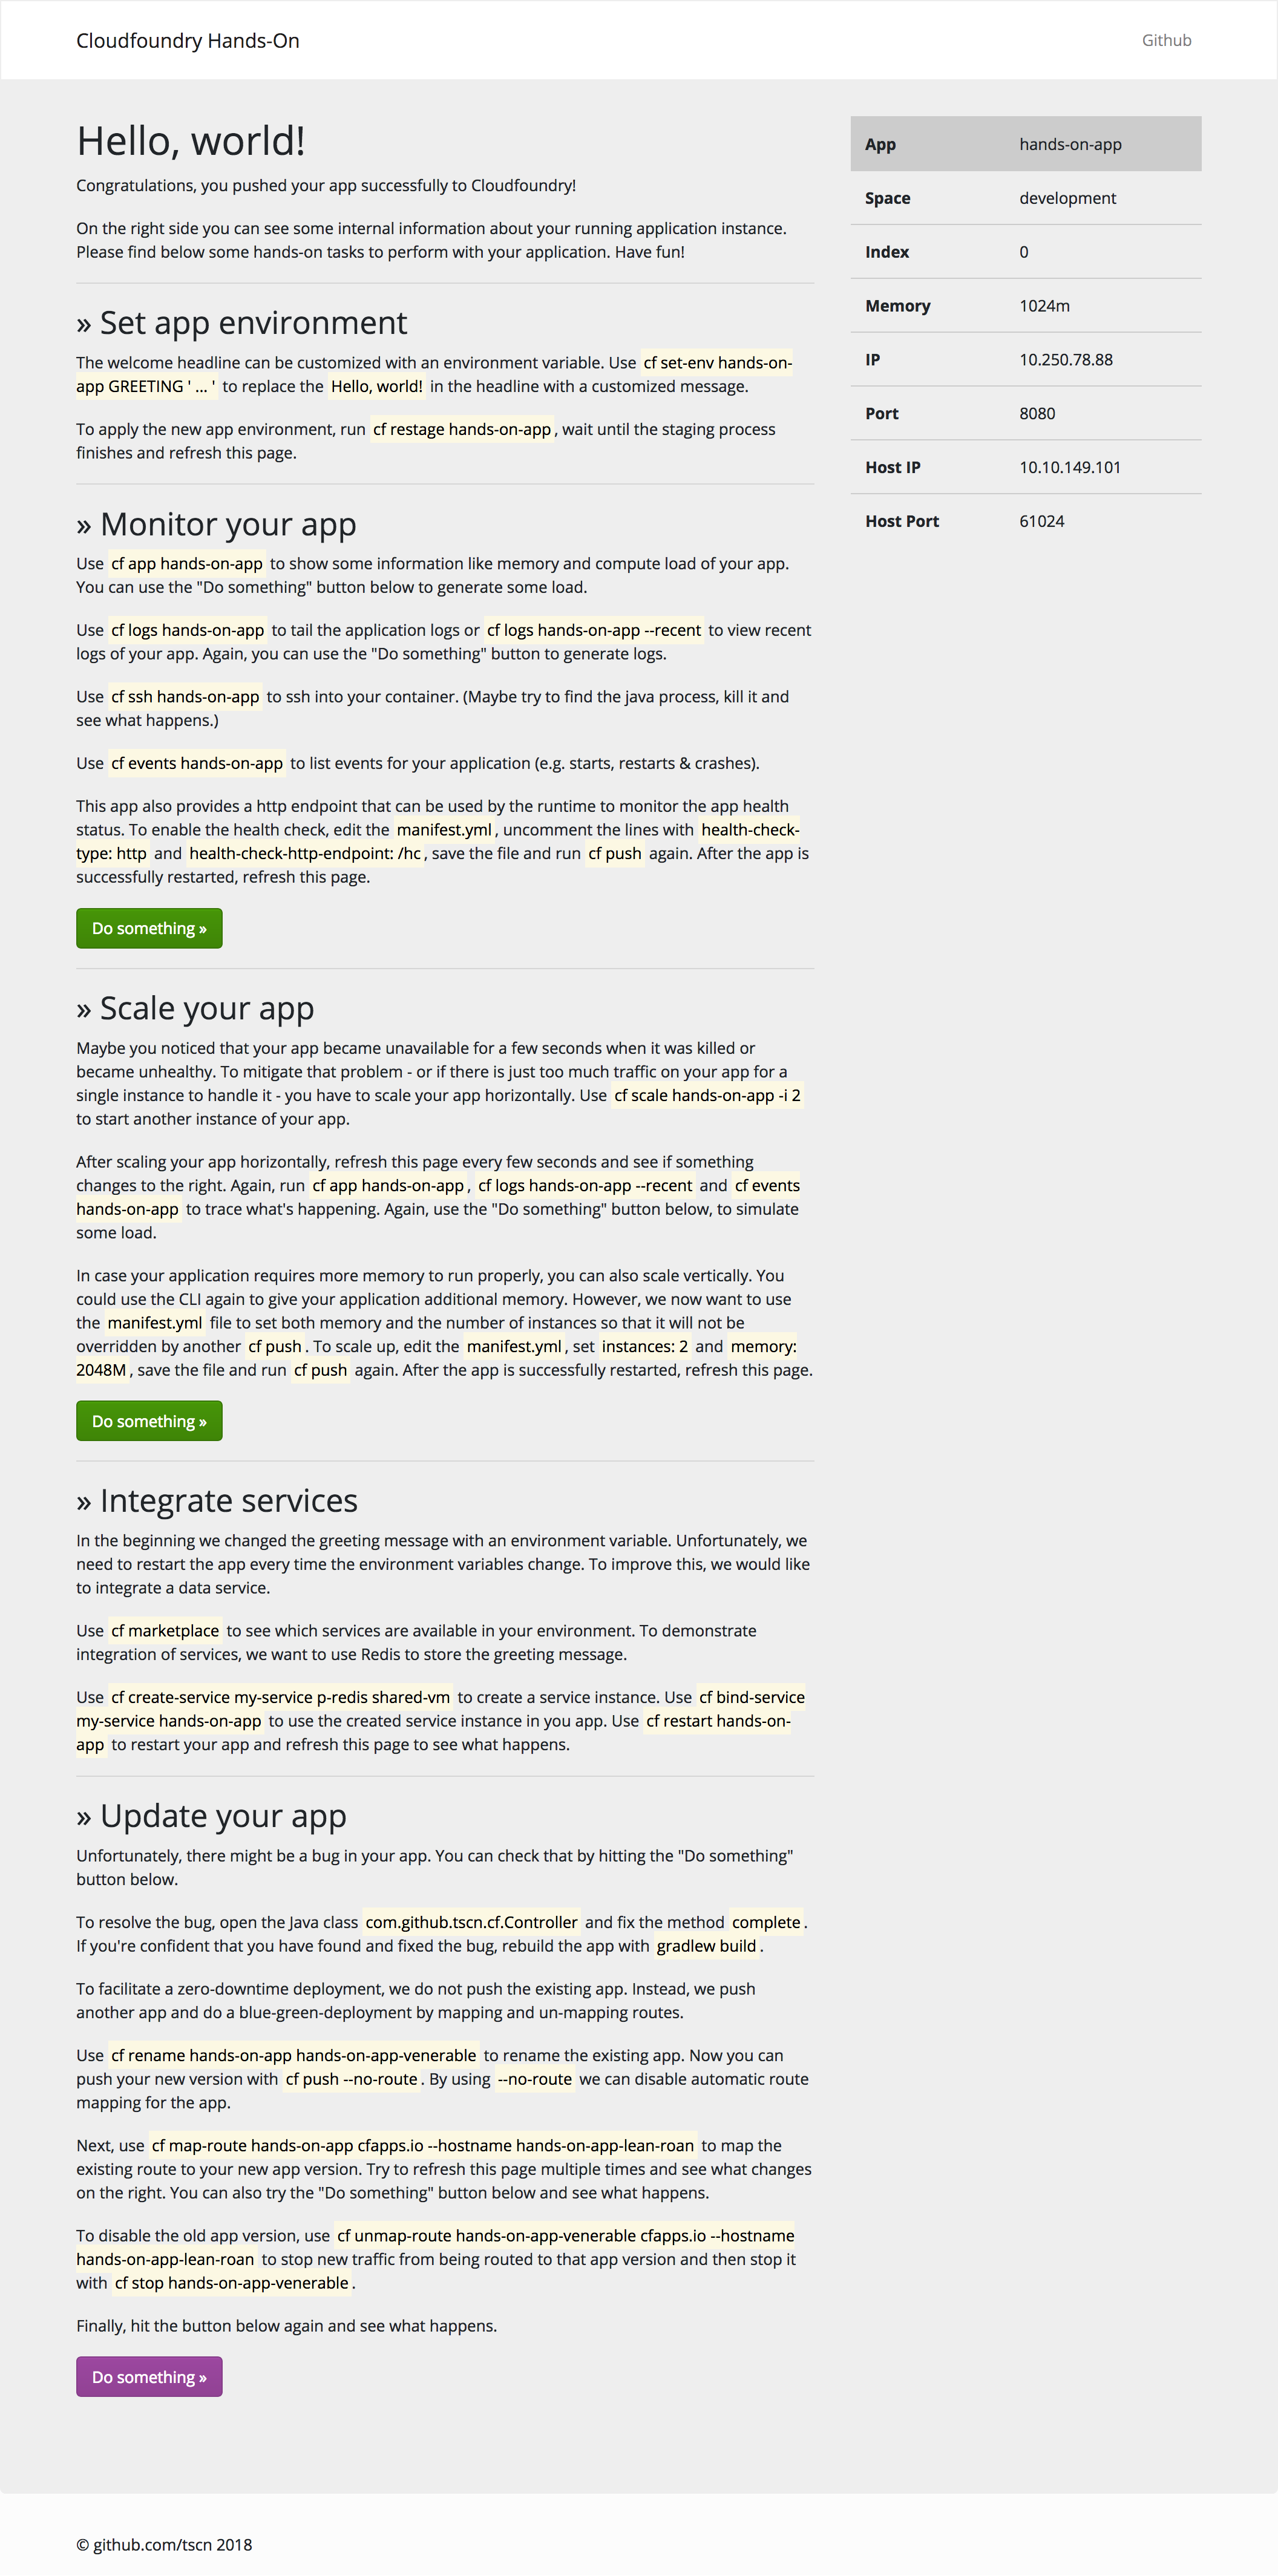 Cloudfoundry Hands-On
Github
Hello, world!
Congratulations, you pushed your app successfully to Cloudfoundry!
On the right side you can see some internal information about your running application instance.
Please find below some hands-on tasks to perform with your application. Have fun!
» Set app environment
The welcome headline can be customized with an environment variable. Use cf set-env hands-on-
app GREETING ' ... ' to replace the Hello, world! in the headline with a customized message.
To apply the new app environment, run cf restage hands-on-app, wait until the staging process
finishes and refresh this page.
» Monitor your app
Use cf app hands-on-app to show some information like memory and compute load of your app.
You can use the "Do something" button below to generate some load.
Use cf logs hands-on-app to tail the application logs or cf logs hands-on-app --recent to view recent
logs of your app. Again, you can use the "Do something" button to generate logs.
Use cf ssh hands-on-app to ssh into your container. (Maybe try to find the java process, kill it and
see what happens.)
Use cf events hands-on-app to list events for your application (e.g. starts, restarts & crashes).
This app also provides a http endpoint that can be used by the runtime to monitor the app health
status. To enable the health check, edit the manifest.yml, uncomment the lines with health-check-
type: http and health-check-http-endpoint: /hc, save the file and run cf push again. After the app is
successfully restarted, refresh this page.
Do something »
» Scale your app
Maybe you noticed that your app became unavailable for a few seconds when it was killed or
became unhealthy. To mitigate that problem - or if there is just too much traffic on your app for a
single instance to handle it - you have to scale your app horizontally. Use cf scale hands-on-app -i 2
to start another instance of your app.
After scaling your app horizontally, refresh this page every few seconds and see if something
changes to the right. Again, run cf app hands-on-app, cf logs hands-on-app --recent and cf events
hands-on-app to trace what's happening. Again, use the "Do something" button below, to simulate
some load.
In case your application requires more memory to run properly, you can also scale vertically. You
could use the CLI again to give your application additional memory. However, we now want to use
the manifest.yml file to set both memory and the number of instances so that it will not be
overridden by another cf push. To scale up, edit the manifest.yml, set instances: 2 and memory:
2048M, save the file and run cf push again. After the app is successfully restarted, refresh this page.
Do something »
» Integrate services
In the beginning we changed the greeting message with an environment variable. Unfortunately, we
need to restart the app every time the environment variables change. To improve this, we would like
to integrate a data service.
Use cf marketplace to see which services are available in your environment. To demonstrate
integration of services, we want to use Redis to store the greeting message.
Use cf create-service my-service p-redis shared-vm to create a service instance. Use cf bind-service
my-service hands-on-app to use the created service instance in you app. Use cf restart hands-on-
app to restart your app and refresh this page to see what happens.
» Update your app
Unfortunately, there might be a bug in your app. You can check that by hitting the "Do something"
button below.
To resolve the bug, open the Java class com.github.tscn.cf.Controller and fix the method complete.
If you're confident that you have found and fixed the bug, rebuild the app with gradlew build.
To facilitate a zero-downtime deployment, we do not push the existing app. Instead, we push
another app and do a blue-green-deployment by mapping and un-mapping routes.
Use cf rename hands-on-app hands-on-app-venerable to rename the existing app. Now you can
push your new version with cf push --no-route. By using --no-route we can disable automatic route
mapping for the app.
Next, use cf map-route hands-on-app cfapps.io --hostname hands-on-app-lean-roan to map the
existing route to your new app version. Try to refresh this page multiple times and see what changes
on the right. You can also try the "Do something" button below and see what happens.
To disable the old app version, use cf unmap-route hands-on-app-venerable cfapps.io --hostname
hands-on-app-lean-roan to stop new traffic from being routed to that app version and then stop it
with cf stop hands-on-app-venerable.
Finally, hit the button below again and see what happens.
Do something »
App hands-on-app
Space development
Index 0
Memory 1024m
IP 10.250.78.88
Port 8080
Host IP 10.10.149.101
Host Port 61024
© github.com/tscn 2018